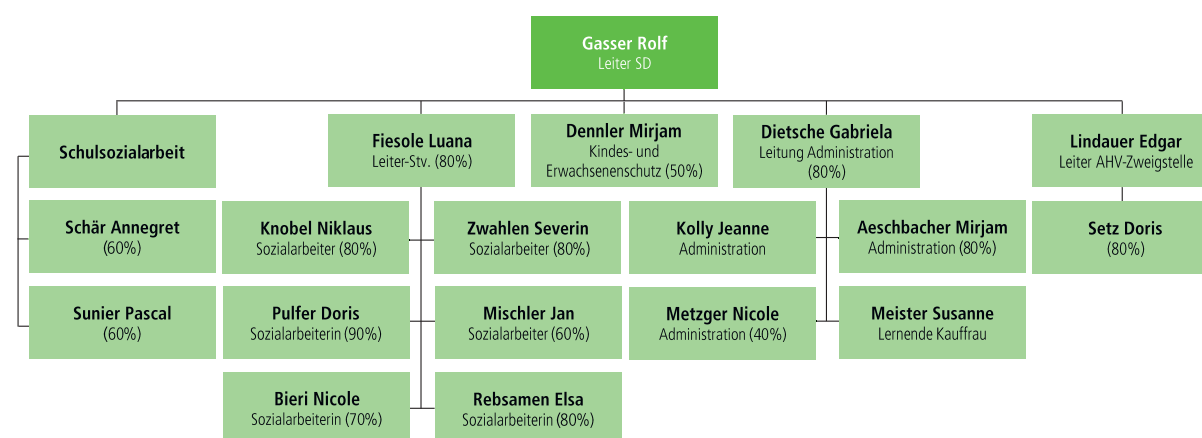 Gasser Rolf
Leiter SD
Schulsozialarbeit
Fiesole Luana
Leiter-Stv. (80%)
Dennler Mirjam
Kindes- und
Erwachsenenschutz (50%)
Dietsche Gabriela
Leitung Administration
(80%)
Lindauer Edgar
Leiter AHV-Zweigstelle
Schär Annegret
(60%)
Knobel Niklaus
Sozialarbeiter (80%)
Zwahlen Severin
Sozialarbeiter (80%)
Kolly Jeanne
Administration
Aeschbacher Mirjam
Administration (80%)
Setz Doris
(80%)
Sunier Pascal
(60%)
Pulfer Doris
Sozialarbeiterin (90%)
Mischler Jan
Sozialarbeiter (60%)
Metzger Nicole
Administration (40%)
Meister Susanne
Lernende Kauffrau
Bieri Nicole
Sozialarbeiterin (70%)
Rebsamen Elsa
Sozialarbeiterin (80%)